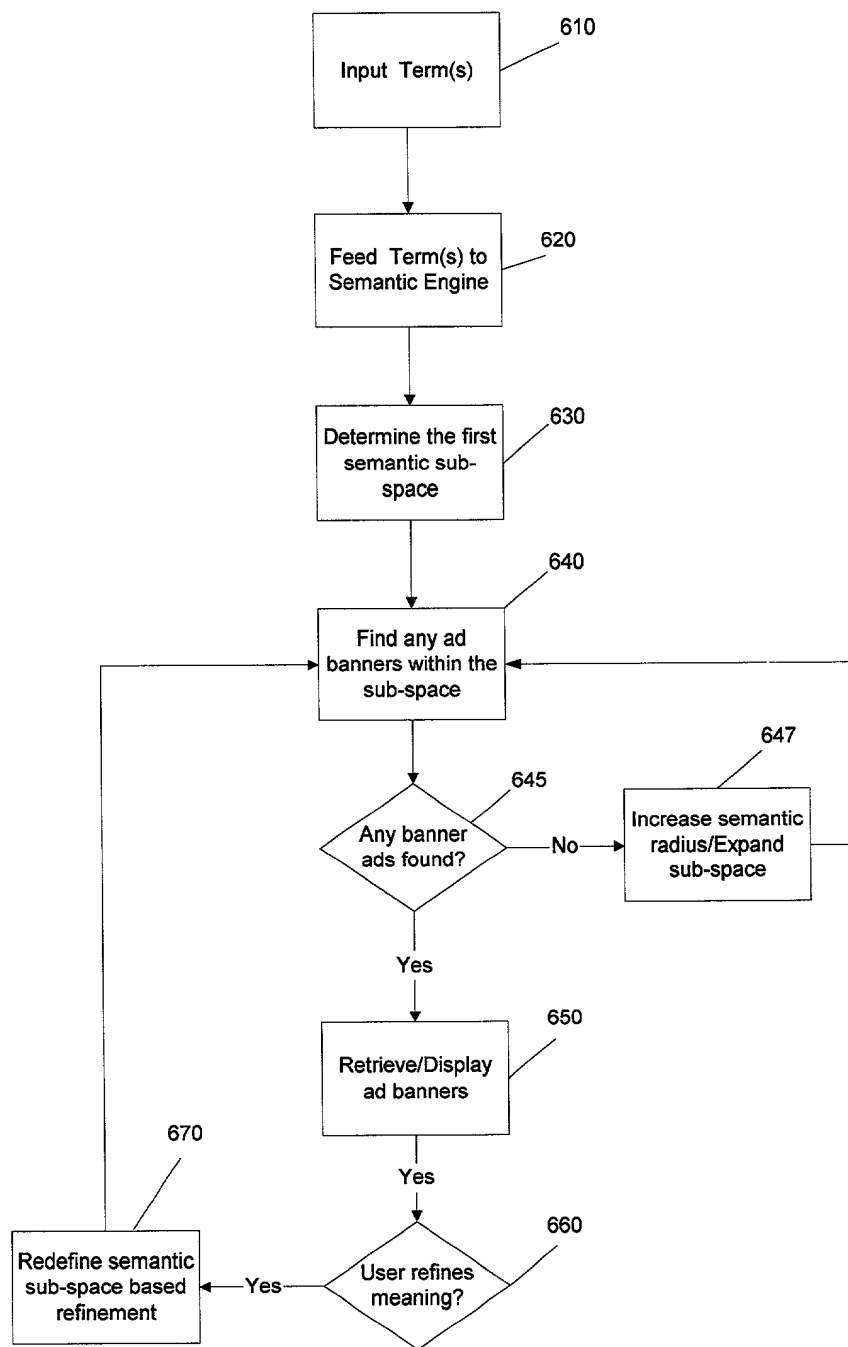 610
Input Term(s)
620
Feed Term(s) to
Semantic Engine
630
Determine the first
semantic sub-
space
640
Find any ad
banners within the
sub-space
645
647
Any banner
ads found?
No
Increase semantic
radius/Expand
sub-space
Yes
650
Retrieve/Display
ad banners
670
Yes
660
Redefine semantic
sub-space based
refinement
Yes
User refines
meaning?